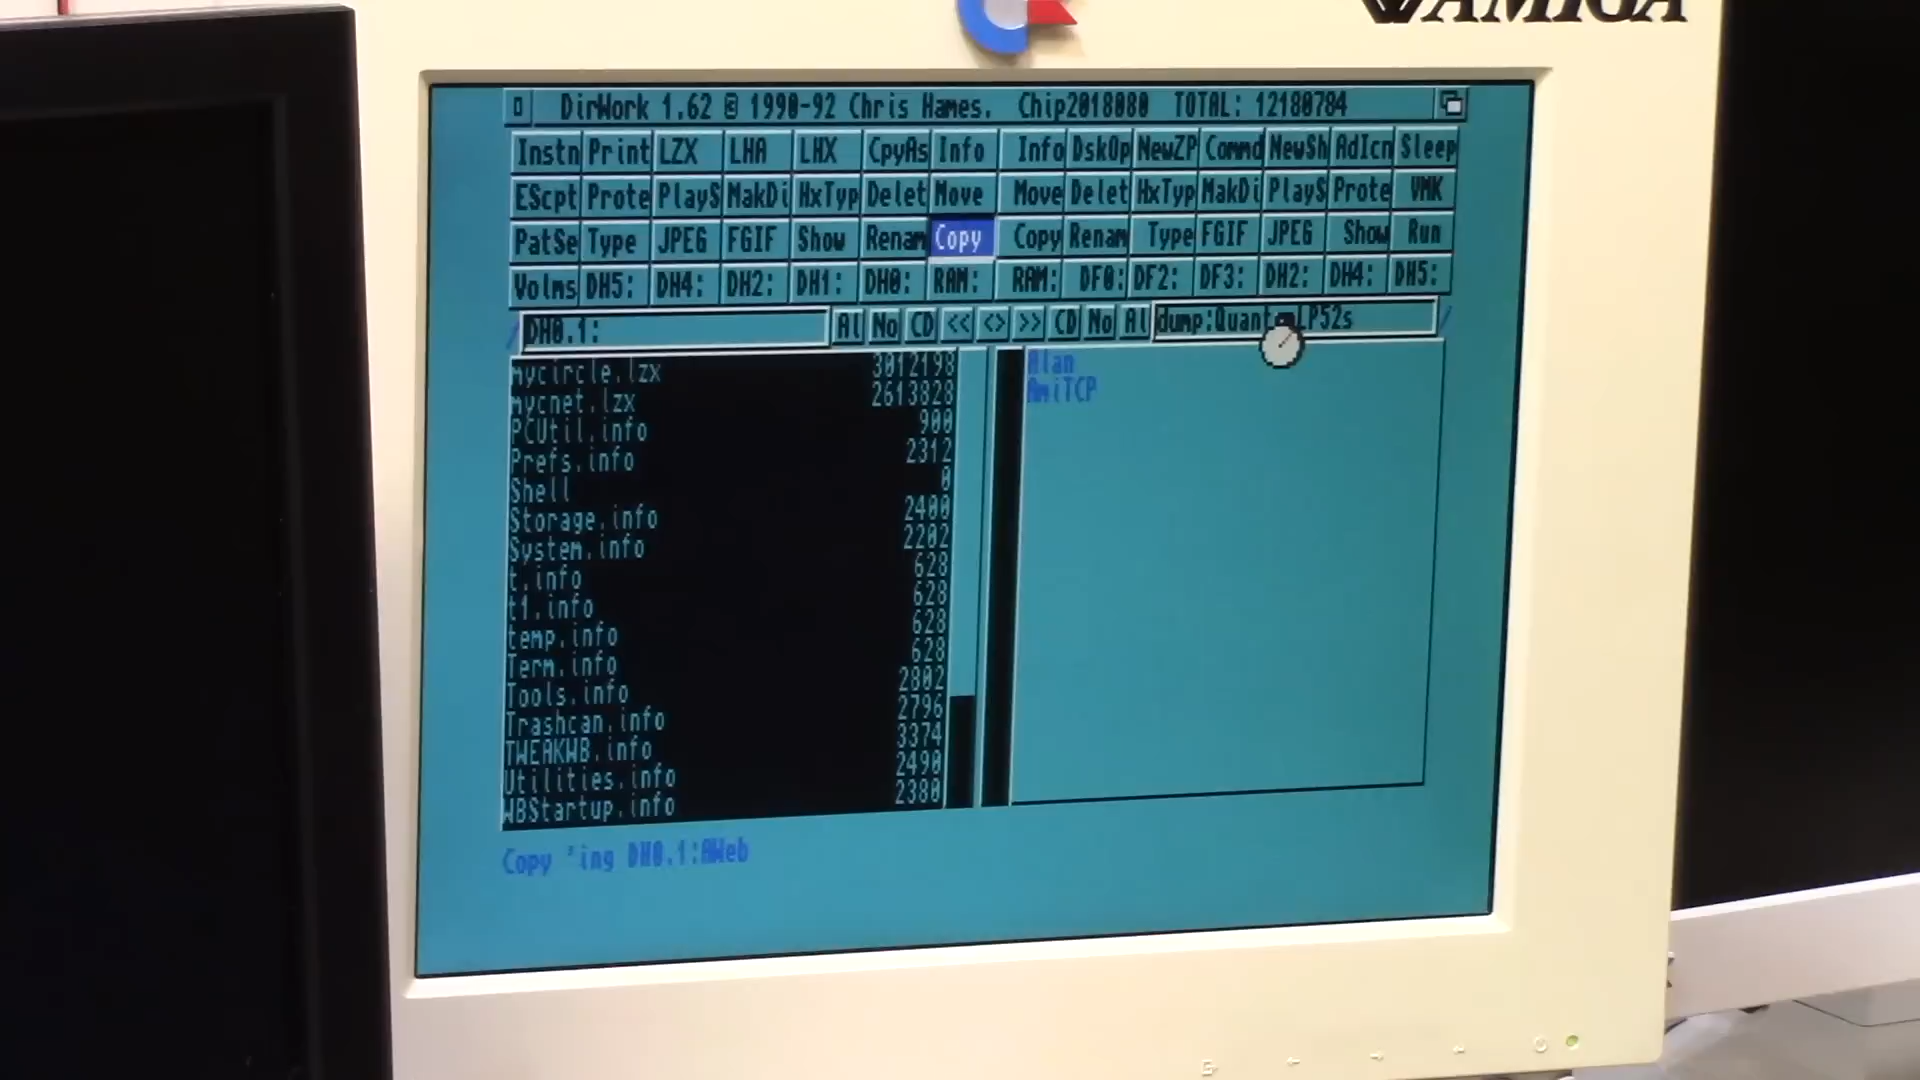 AMIGA
DirWork 1.62 © 1990-92 Chris Hames. Chip2018080 TOTAL: 12180784
Instn Print LZX LHA LHX CpyAs Info Info DskOp NewZP Commd NewSh AdIcn Sleep
EScpt Prote PlayS MakDi HxTyp Delet Move Move Delet HxTyp MakDi PlayS Prote VMK
PatSe Type JPEG FGIF Show Renam Copy Copy Renam Type FGIF JPEG Show Run
Volms DH5: DH4: DH2: DH1: DH0: RAM: RAM: DF0: DF2: DF3: DH2: DH4: DH5:
/ DH0.1: Al No CD << <> >> CD No Al /
mycircle.lzx 3012198
mycnet.lzx 2613828
PCUtil.info 900
Prefs.info 2312
Shell 0
Storage.info 2400
System.info 2202
t.info 628
t1.info 628
temp.info 628
Term.info 628
Tools.info 2802
Trashcan.info 2796
TWEAKWB.info 3374
Utilities.info 2490
WBStartup.info 2380
Alan
AmiTCP
Copy 'ing DH0.1:AWeb